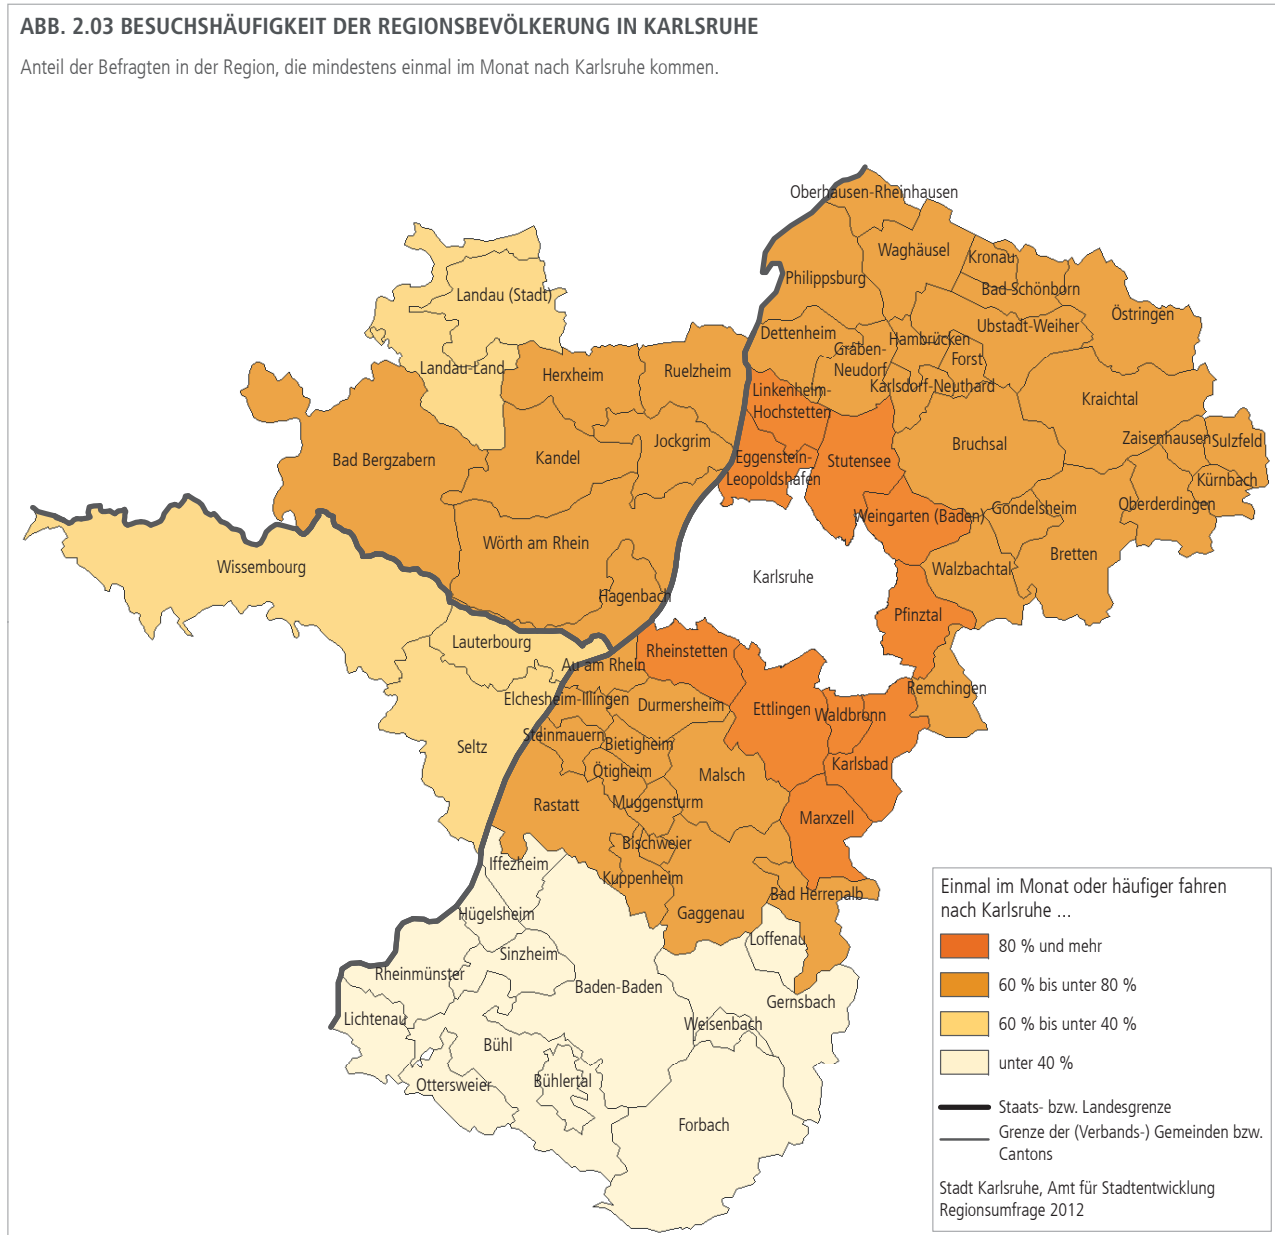 ABB. 2.03 BESUCHSHÄUFIGKEIT DER REGIONSBEVÖLKERUNG IN KARLSRUHE
Anteil der Befragten in der Region, die mindestens einmal im Monat nach Karlsruhe kommen.
Oberhausen-Rheinhausen
Waghäusel
Kronau
Philippsburg
Bad Schönborn
Landau (Stadt)
Östringen
Dettenheim
Ubstadt-Weiher
Hambrücken
Graben-
Neudorf
Forst
Landau-Land
Herxheim
Ruelzheim
Karlsdorf-Neuthard
Linkenheim-
Hochstetten
Kraichtal
Jockgrim
Bruchsal
Zaisenhausen
Sulzfeld
Bad Bergzabern
Kandel
Eggenstein-
Leopoldshafen
Stutensee
Kürnbach
Oberderdingen
Gondelsheim
Weingarten (Baden)
Wörth am Rhein
Bretten
Wissembourg
Walzbachtal
Karlsruhe
Hagenbach
Pfinztal
Lauterbourg
Rheinstetten
Au am Rhein
Remchingen
Elchesheim-Illingen
Durmersheim
Ettlingen
Waldbronn
Steinmauern
Bietigheim
Seltz
Ötigheim
Malsch
Karlsbad
Rastatt
Muggensturm
Marxzell
Bischweier
Iffezheim
Kuppenheim
Bad Herrenalb
Hügelsheim
Gaggenau
Loffenau
Sinzheim
Rheinmünster
Baden-Baden
Gernsbach
Lichtenau
Weisenbach
Bühl
Ottersweier
Bühlertal
Forbach
Einmal im Monat oder häufiger fahren
nach Karlsruhe ...
80 % und mehr
60 % bis unter 80 %
60 % bis unter 40 %
unter 40 %
Staats- bzw. Landesgrenze
Grenze der (Verbands-) Gemeinden bzw.
Cantons
Stadt Karlsruhe, Amt für Stadtentwicklung
Regionsumfrage 2012